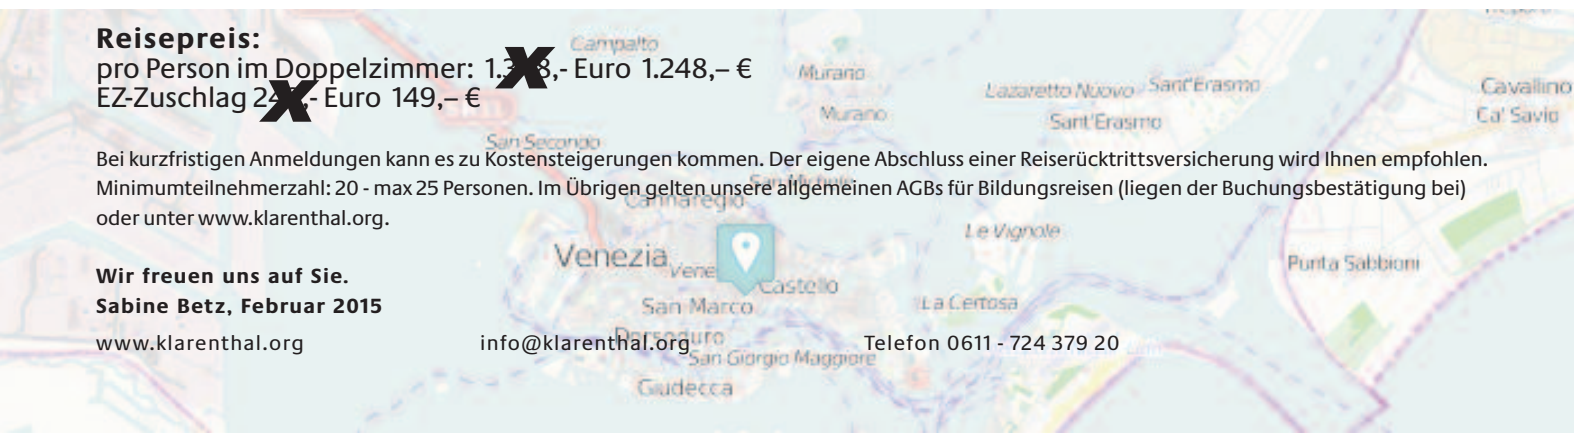 Reisepreis:
Campalto
pro Person im Doppelzimmer: Euro 1.248,– €
Murano
Lazaretto Nuovo
Sant'Erasmo
Cavallino
EZ-Zuschlag Euro 149,– €
Murano
Sant'Erasmo
Ca' Savio
San Secondo
Bei kurzfristigen Anmeldungen kann es zu Kostensteigerungen kommen. Der eigene Abschluss einer Reiserücktrittsversicherung wird Ihnen empfohlen.
Minimumteilnehmerzahl: 20 - max 25 Personen. Im Übrigen gelten unsere allgemeinen AGBs für Bildungsreisen (liegen der Buchungsbestätigung bei)
Cannaregio
oder unter www.klarenthal.org.
Le Vignole
Venezia
Punta Sabbioni
Wir freuen uns auf Sie.
Castello
Sabine Betz, Februar 2015
San Marco
La Certosa
www.klarenthal.org
info@klarenthal.org
Telefon 0611 - 724 379 20
Dorsoduro
San Giorgio Maggiore
Giudecca